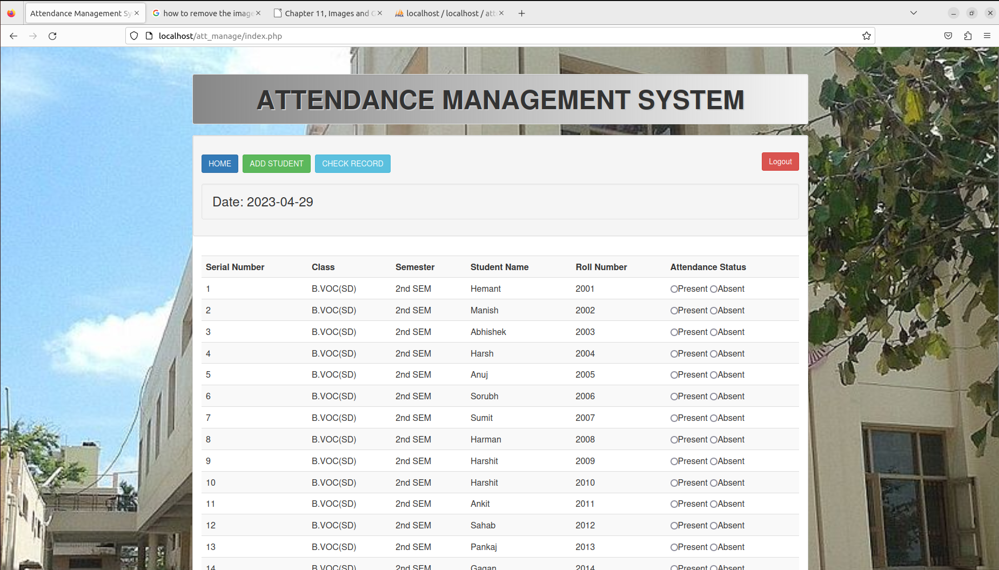 Attendance Management Sy
how to remove the image
Chapter 11, Images and G
localhost / localhost / att
localhost/att_manage/index.php
ATTENDANCE MANAGEMENT SYSTEM
HOME ADD STUDENT CHECK RECORD Logout
Date: 2023-04-29
Serial Number Class Semester Student Name Roll Number Attendance Status
1 B.VOC(SD) 2nd SEM Hemant 2001 Present Absent
2 B.VOC(SD) 2nd SEM Manish 2002 Present Absent
3 B.VOC(SD) 2nd SEM Abhishek 2003 Present Absent
4 B.VOC(SD) 2nd SEM Harsh 2004 Present Absent
5 B.VOC(SD) 2nd SEM Anuj 2005 Present Absent
6 B.VOC(SD) 2nd SEM Sorubh 2006 Present Absent
7 B.VOC(SD) 2nd SEM Sumit 2007 Present Absent
8 B.VOC(SD) 2nd SEM Harman 2008 Present Absent
9 B.VOC(SD) 2nd SEM Harshit 2009 Present Absent
10 B.VOC(SD) 2nd SEM Harshit 2010 Present Absent
11 B.VOC(SD) 2nd SEM Ankit 2011 Present Absent
12 B.VOC(SD) 2nd SEM Sahab 2012 Present Absent
13 B.VOC(SD) 2nd SEM Pankaj 2013 Present Absent
14 B.VOC(SD) 2nd SEM Gagan 2014 Present Absent